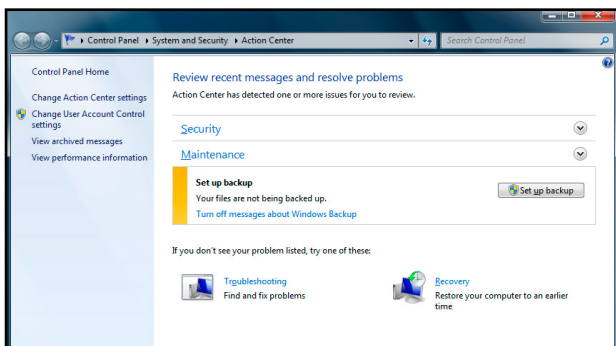 Control Panel ▸ System and Security ▸ Action Center
Search Control Panel
Control Panel Home
Change Action Center settings
Change User Account Control
settings
View archived messages
View performance information
Review recent messages and resolve problems
Action Center has detected one or more issues for you to review.
Security
Maintenance
Set up backup
Your files are not being backed up.
Turn off messages about Windows Backup
Set up backup
If you don't see your problem listed, try one of these:
Troubleshooting
Find and fix problems
Recovery
Restore your computer to an earlier
time